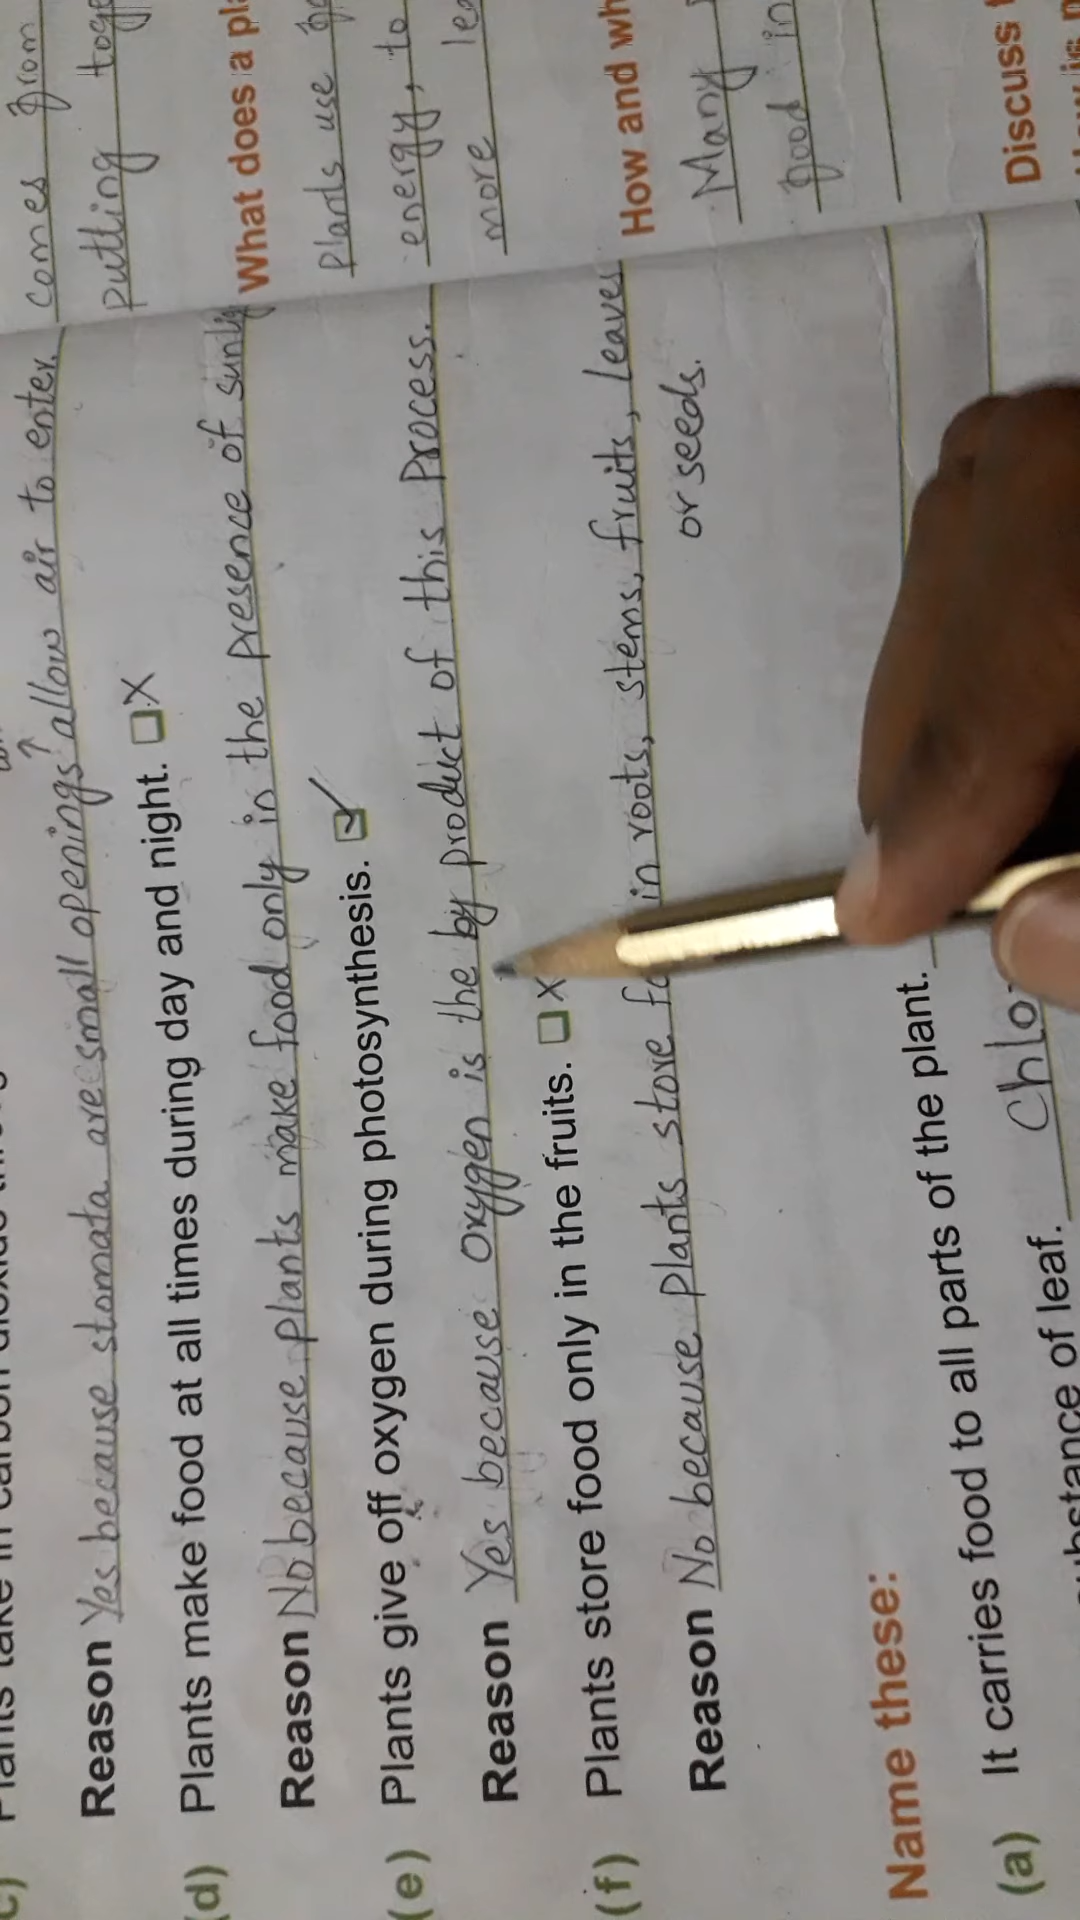 Reason Yes because stomata are small openings allow air to enter.
(d) Plants make food at all times during day and night. X
Reason No because plants make food only in the presence of sunlig
(e) Plants give off oxygen during photosynthesis. ✓
Reason Yes because oxygen is the by product of this process.
(f) Plants store food only in the fruits. X
Reason No because plants store fo in roots, stems, fruits, leaves
or seeds.
Name these:
(a) It carries food to all parts of the plant.
substance of leaf. Chlo
comes from
putting
What does a pla
Plants use
energy, to
more
How and wh
Many
food in
Discuss